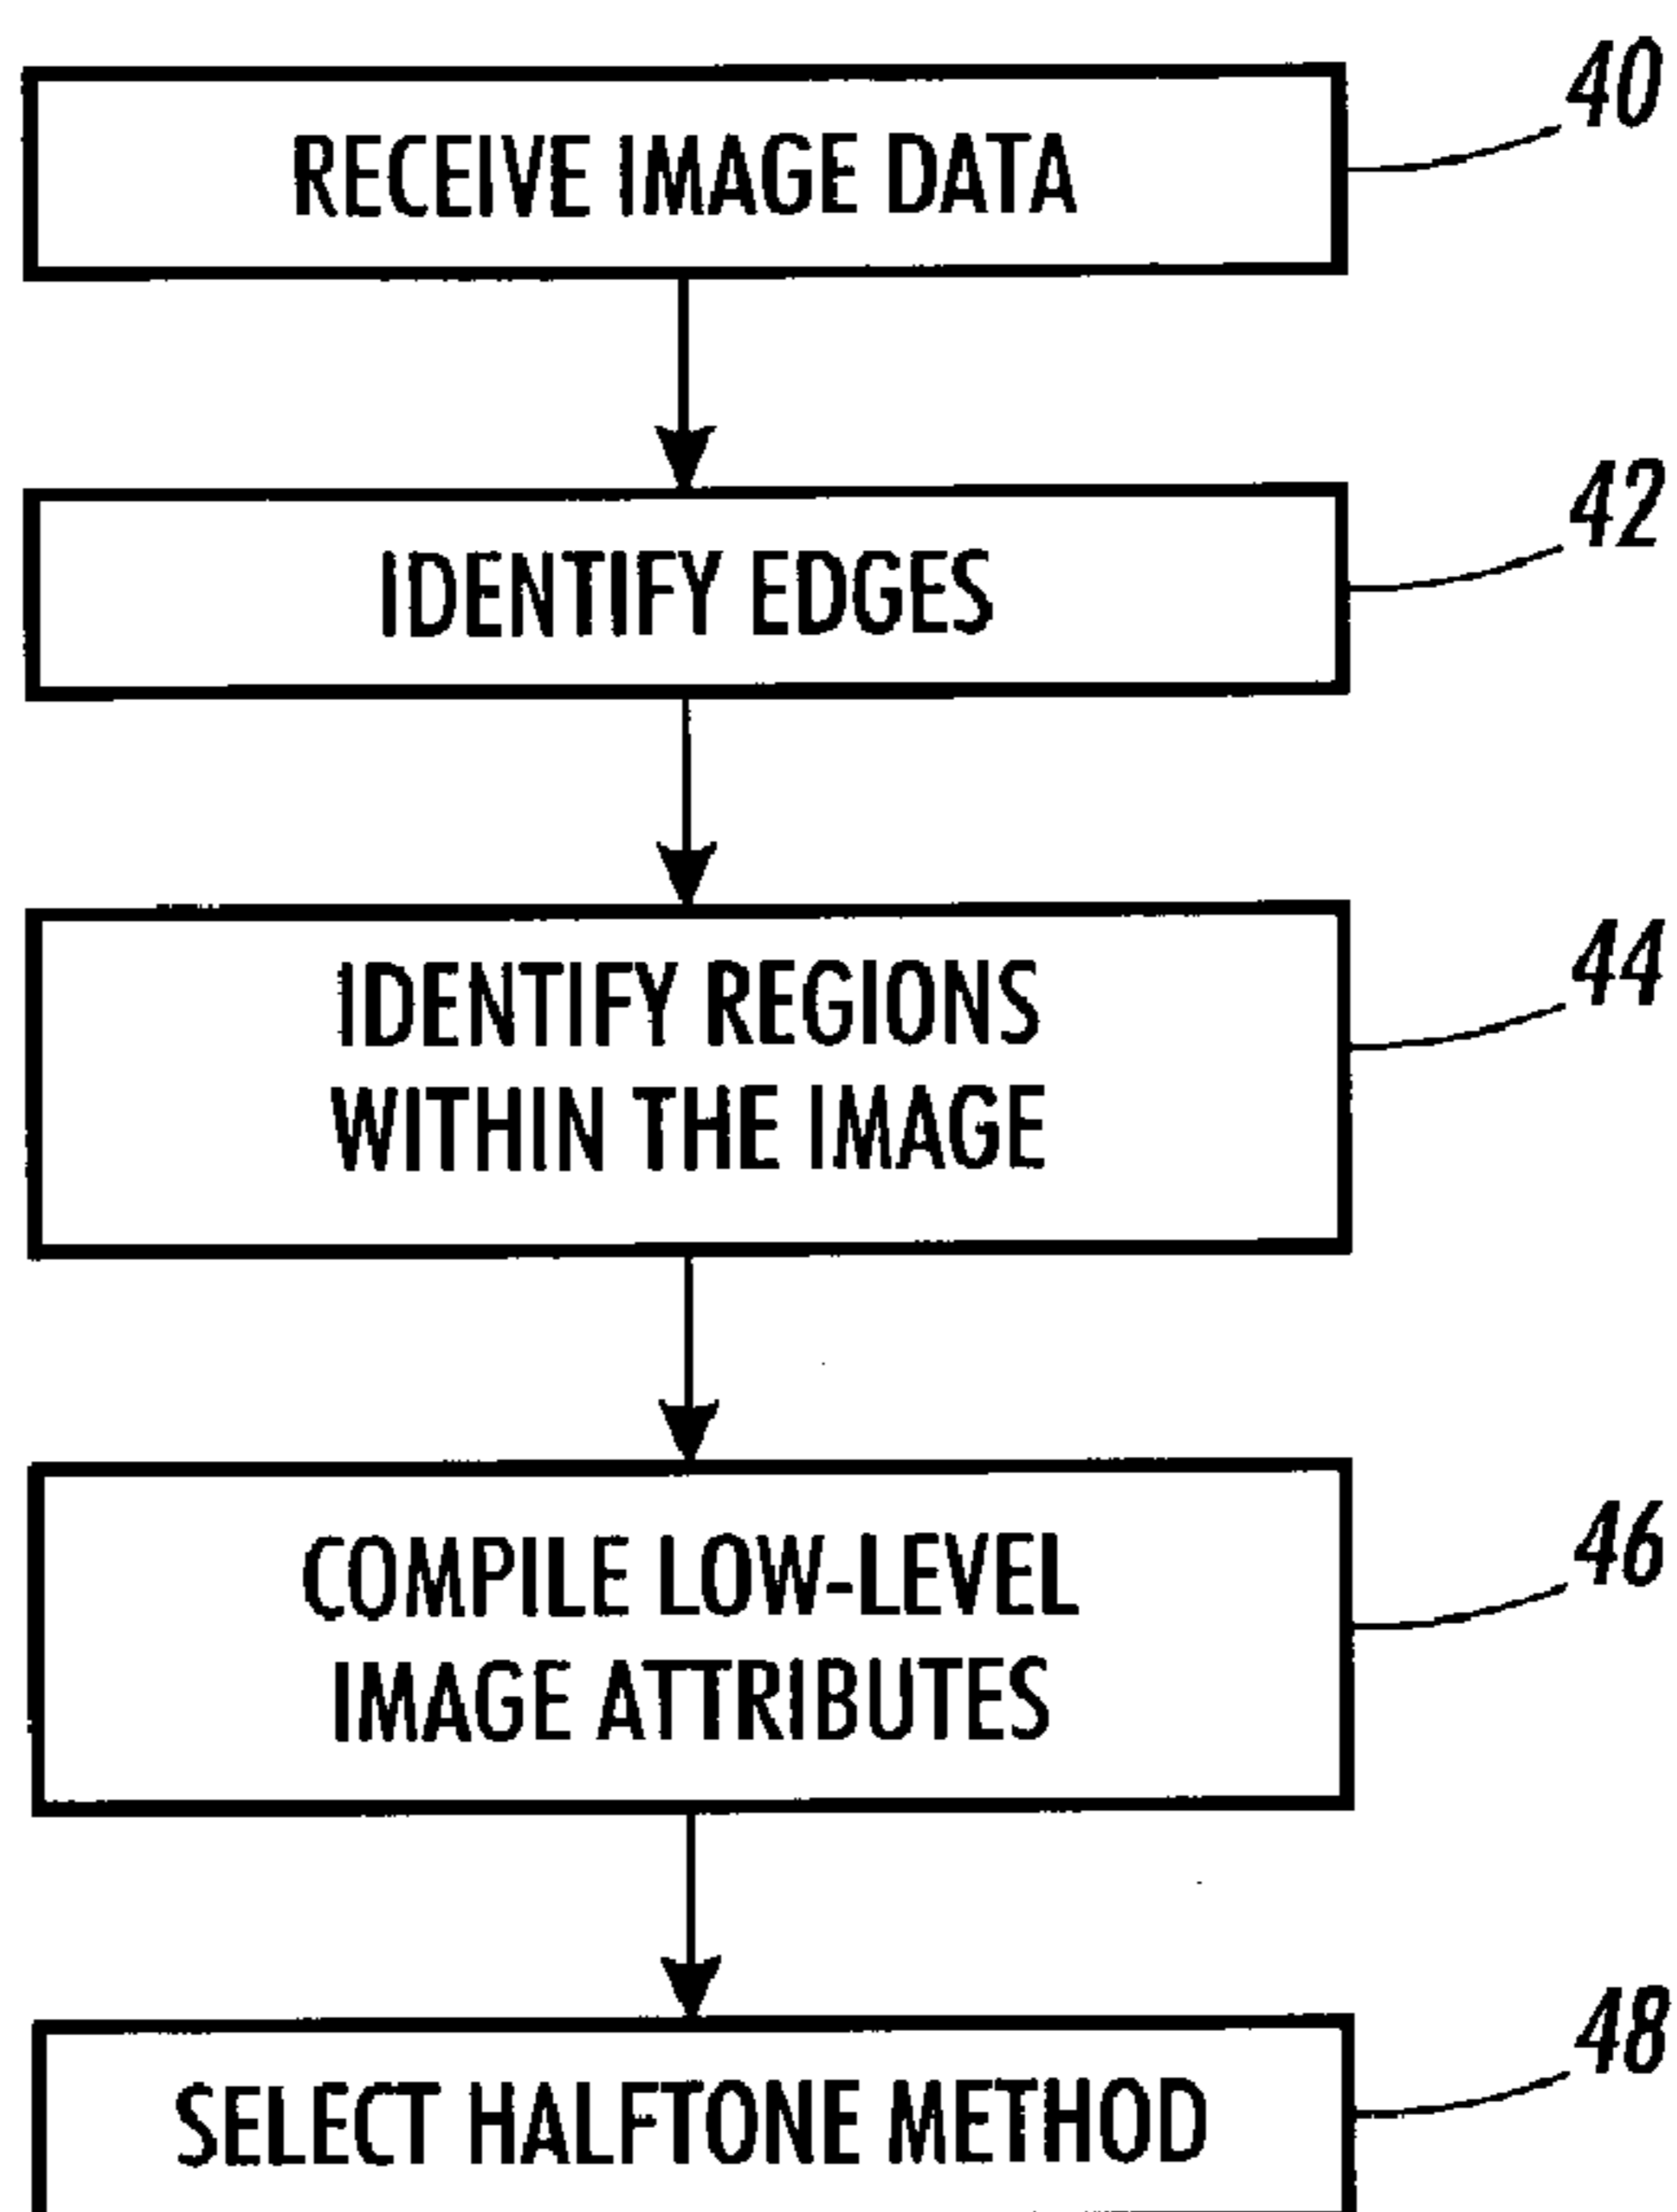 RECEIVE IMAGE DATA
40
IDENTIFY EDGES
42
IDENTIFY REGIONS
WITHIN THE IMAGE
44
COMPILE LOW-LEVEL
IMAGE ATTRIBUTES
46
SELECT HALFTONE METHOD
48